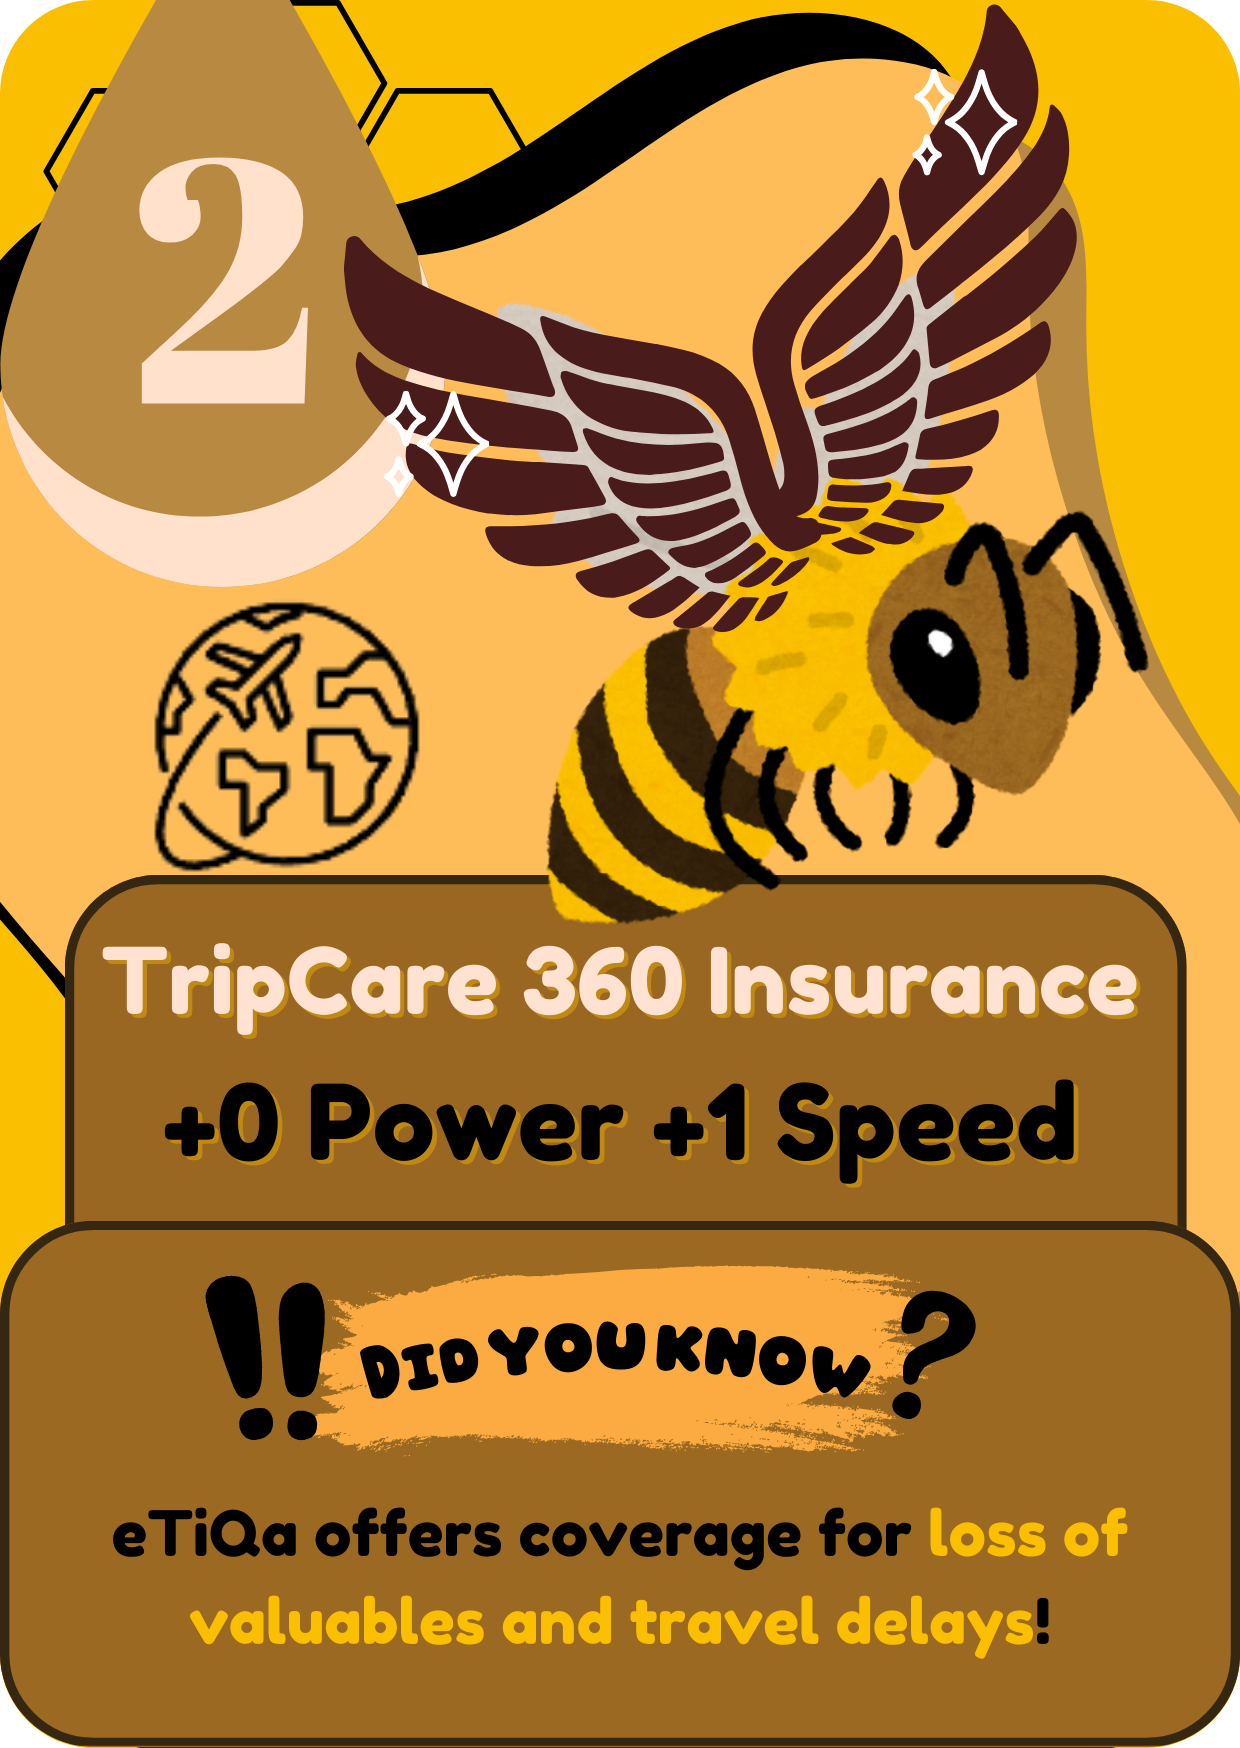 2
TripCare 360 Insurance
+0 Power +1 Speed
!! DID YOU KNOW?
eTiQa offers coverage for loss of
valuables and travel delays!